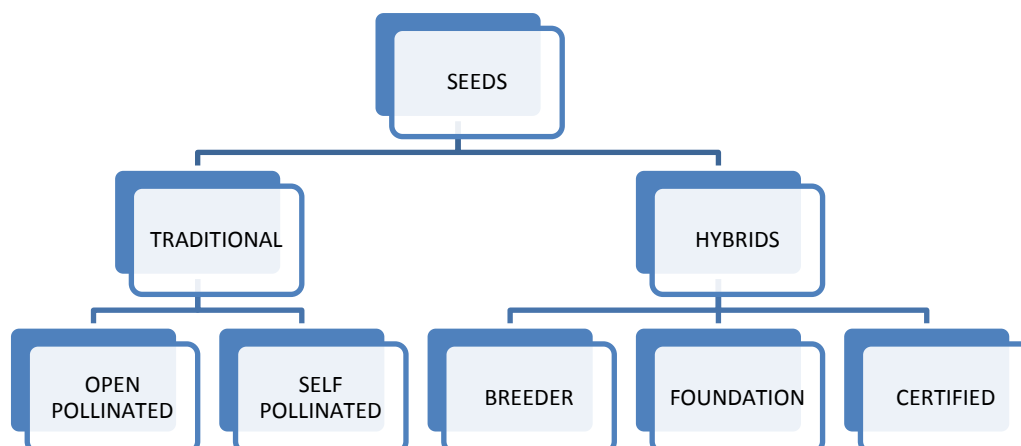 SEEDS
TRADITIONAL
HYBRIDS
OPEN
POLLINATED
SELF
POLLINATED
BREEDER
FOUNDATION
CERTIFIED